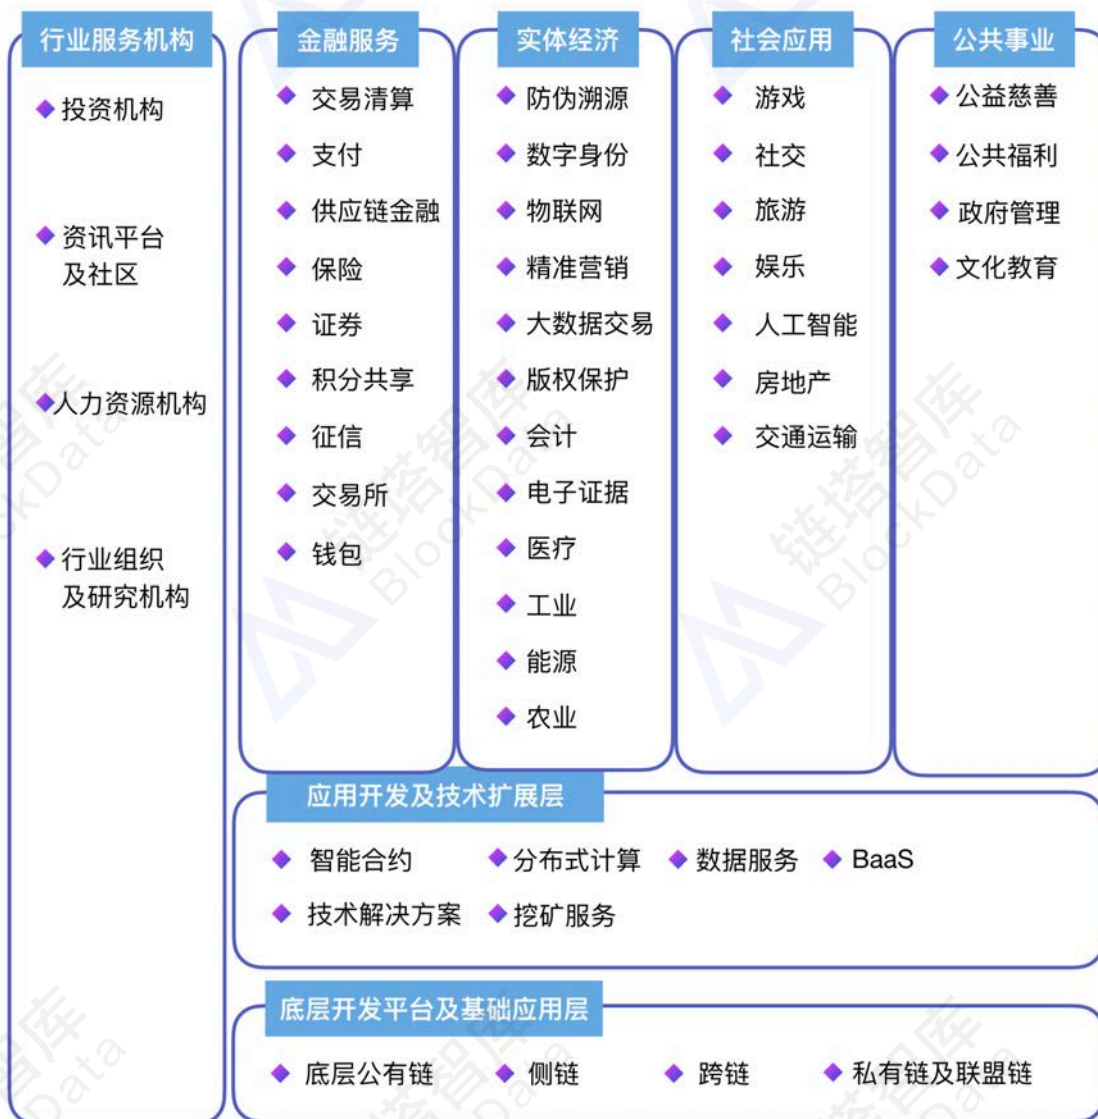 行业服务机构
投资机构
资讯平台
及社区
人力资源机构
行业组织
及研究机构
金融服务
交易清算
支付
供应链金融
保险
证券
积分共享
征信
交易所
钱包
实体经济
防伪溯源
数字身份
物联网
精准营销
大数据交易
版权保护
会计
电子证据
医疗
工业
能源
农业
社会应用
游戏
社交
旅游
娱乐
人工智能
房地产
交通运输
公共事业
公益慈善
公共福利
政府管理
文化教育
应用开发及技术扩展层
智能合约 分布式计算 数据服务 BaaS
技术解决方案 挖矿服务
底层开发平台及基础应用层
底层公有链 侧链 跨链 私有链及联盟链
链塔智库
BlockData
链塔智库
BlockData